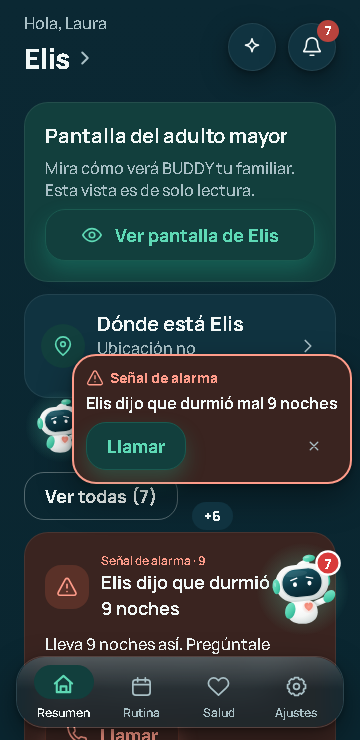 Hola, Laura
Elis
7
Pantalla del adulto mayor
Mira cómo verá BUDDY tu familiar.
Esta vista es de solo lectura.
Ver pantalla de Elis
Dónde está Elis
Ubicación no
Señal de alarma
Elis dijo que durmió mal 9 noches
Llamar
Ver todas (7)
+6
Señal de alarma · 9
7
Elis dijo que durmió
9 noches
Lleva 9 noches así. Pregúntale
Resumen
Rutina
Salud
Ajustes
Llamar